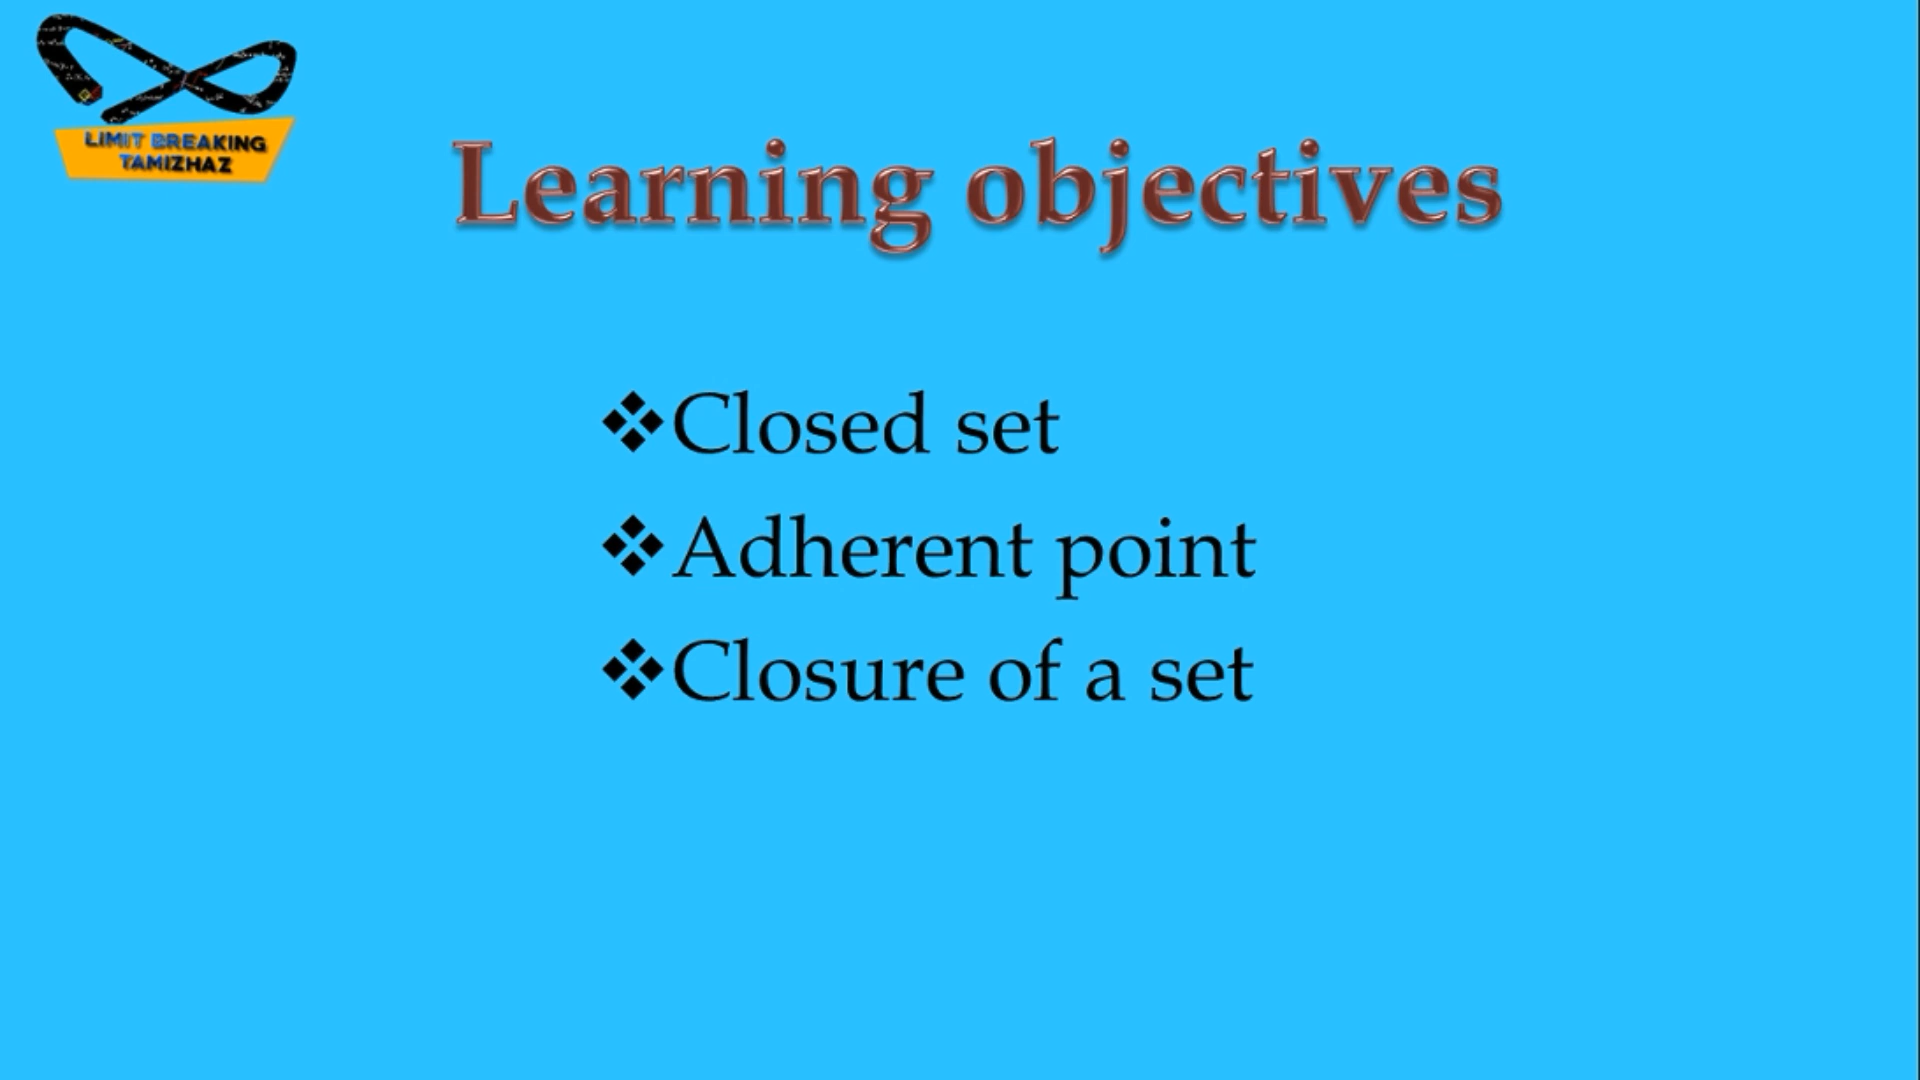 LIMIT BREAKING
TAMIZHAZ
Learning objectives
❖Closed set
❖Adherent point
❖Closure of a set